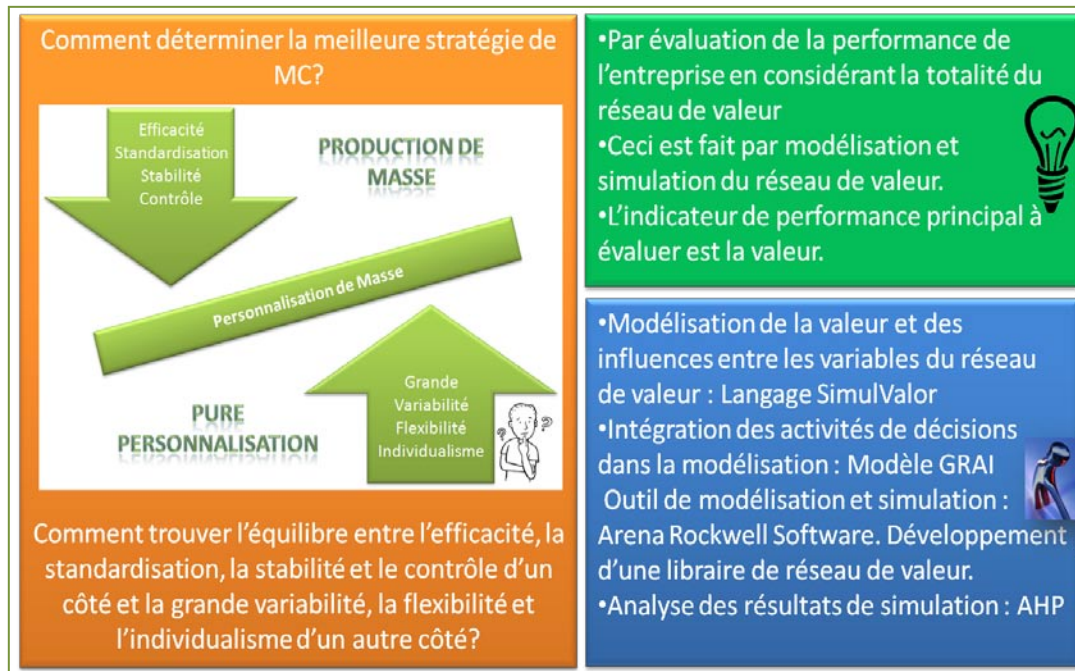 Comment déterminer la meilleure stratégie de
MC?
Efficacité
Standardisation
Stabilité
Contrôle
PRODUCTION DE
MASSE
Personnalisation de Masse
PURE
PERSONNALISATION
Grande
Variabilité
Flexibilité
Individualisme
? ?
Comment trouver l'équilibre entre l'efficacité, la
standardisation, la stabilité et le contrôle d'un
côté et la grande variabilité, la flexibilité et
l'individualisme d'un autre côté?
•Par évaluation de la performance de
l'entreprise en considérant la totalité du
réseau de valeur
•Ceci est fait par modélisation et
simulation du réseau de valeur.
•L'indicateur de performance principal à
évaluer est la valeur.
•Modélisation de la valeur et des
influences entre les variables du réseau
de valeur : Langage SimulValor
•Intégration des activités de décisions
dans la modélisation : Modèle GRAI
Outil de modélisation et simulation :
Arena Rockwell Software. Développement
d'une libraire de réseau de valeur.
•Analyse des résultats de simulation : AHP